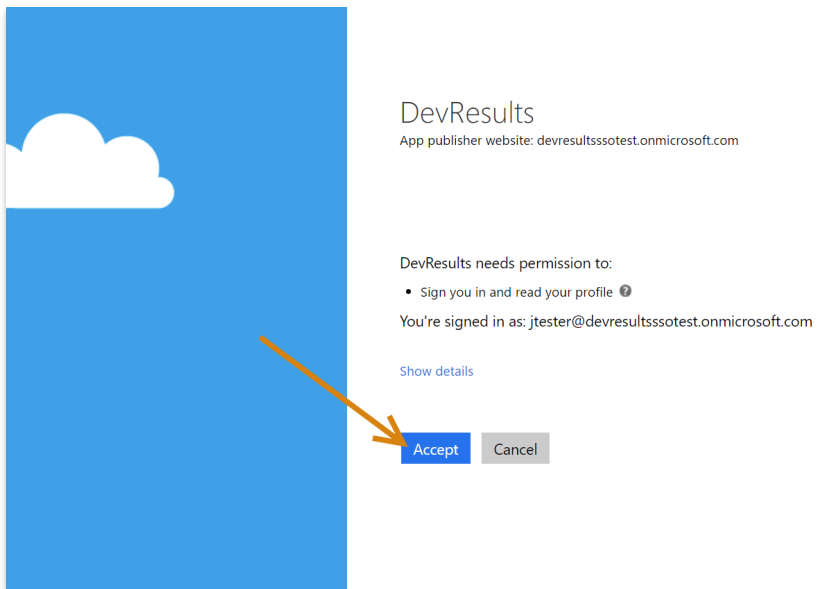 DevResults
App publisher website: devresultsssotest.onmicrosoft.com
DevResults needs permission to:
• Sign you in and read your profile ?
You're signed in as: jtester@devresultsssotest.onmicrosoft.com
Show details
Accept Cancel